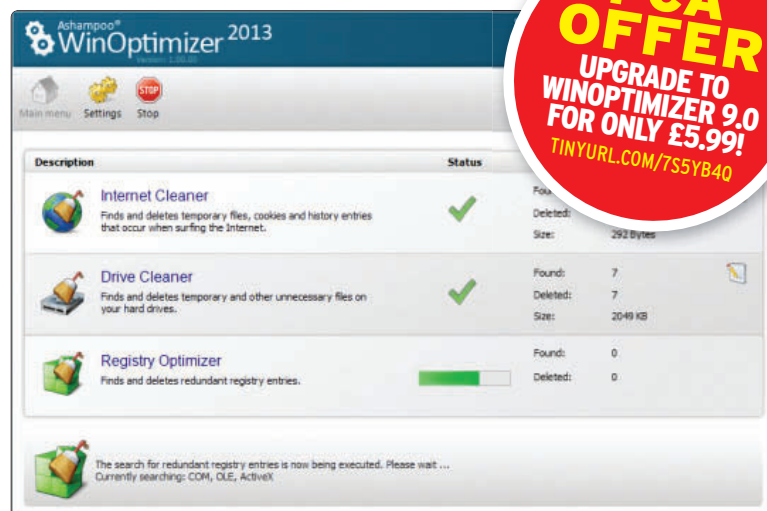 Ashampoo®
WinOptimizer 2013
PCA
OFFER
UPGRADE TO
WINOPTIMIZER 9.0
FOR ONLY £5.99!
TINYURL.COM/7S5YB4Q
Main menu Settings Stop
STOP
Description Status
Internet Cleaner
Finds and deletes temporary files, cookies and history entries
that occur when surfing the Internet.
Deleted:
Size: 292 Bytes
Drive Cleaner
Finds and deletes temporary and other unnecessary files on
your hard drives.
Found: 7
Deleted: 7
Size: 2049 KB
Registry Optimizer
Finds and deletes redundant registry entries.
Found: 0
Deleted: 0
The search for redundant registry entries is now being executed. Please wait ...
Currently searching: COM, OLE, ActiveX